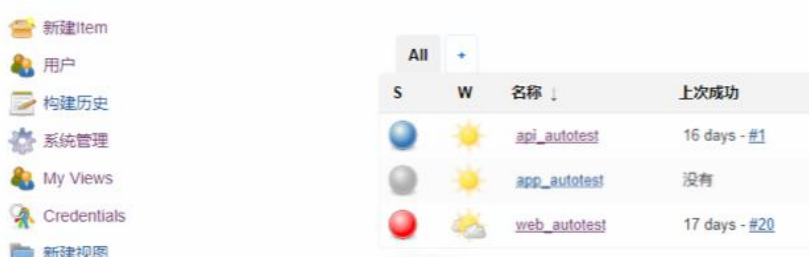 新建Item
用户
构建历史
系统管理
My Views
Credentials
新建视图
All +
S W 名称 ↓ 上次成功
api_autotest 16 days - #1
app_autotest 没有
web_autotest 17 days - #20